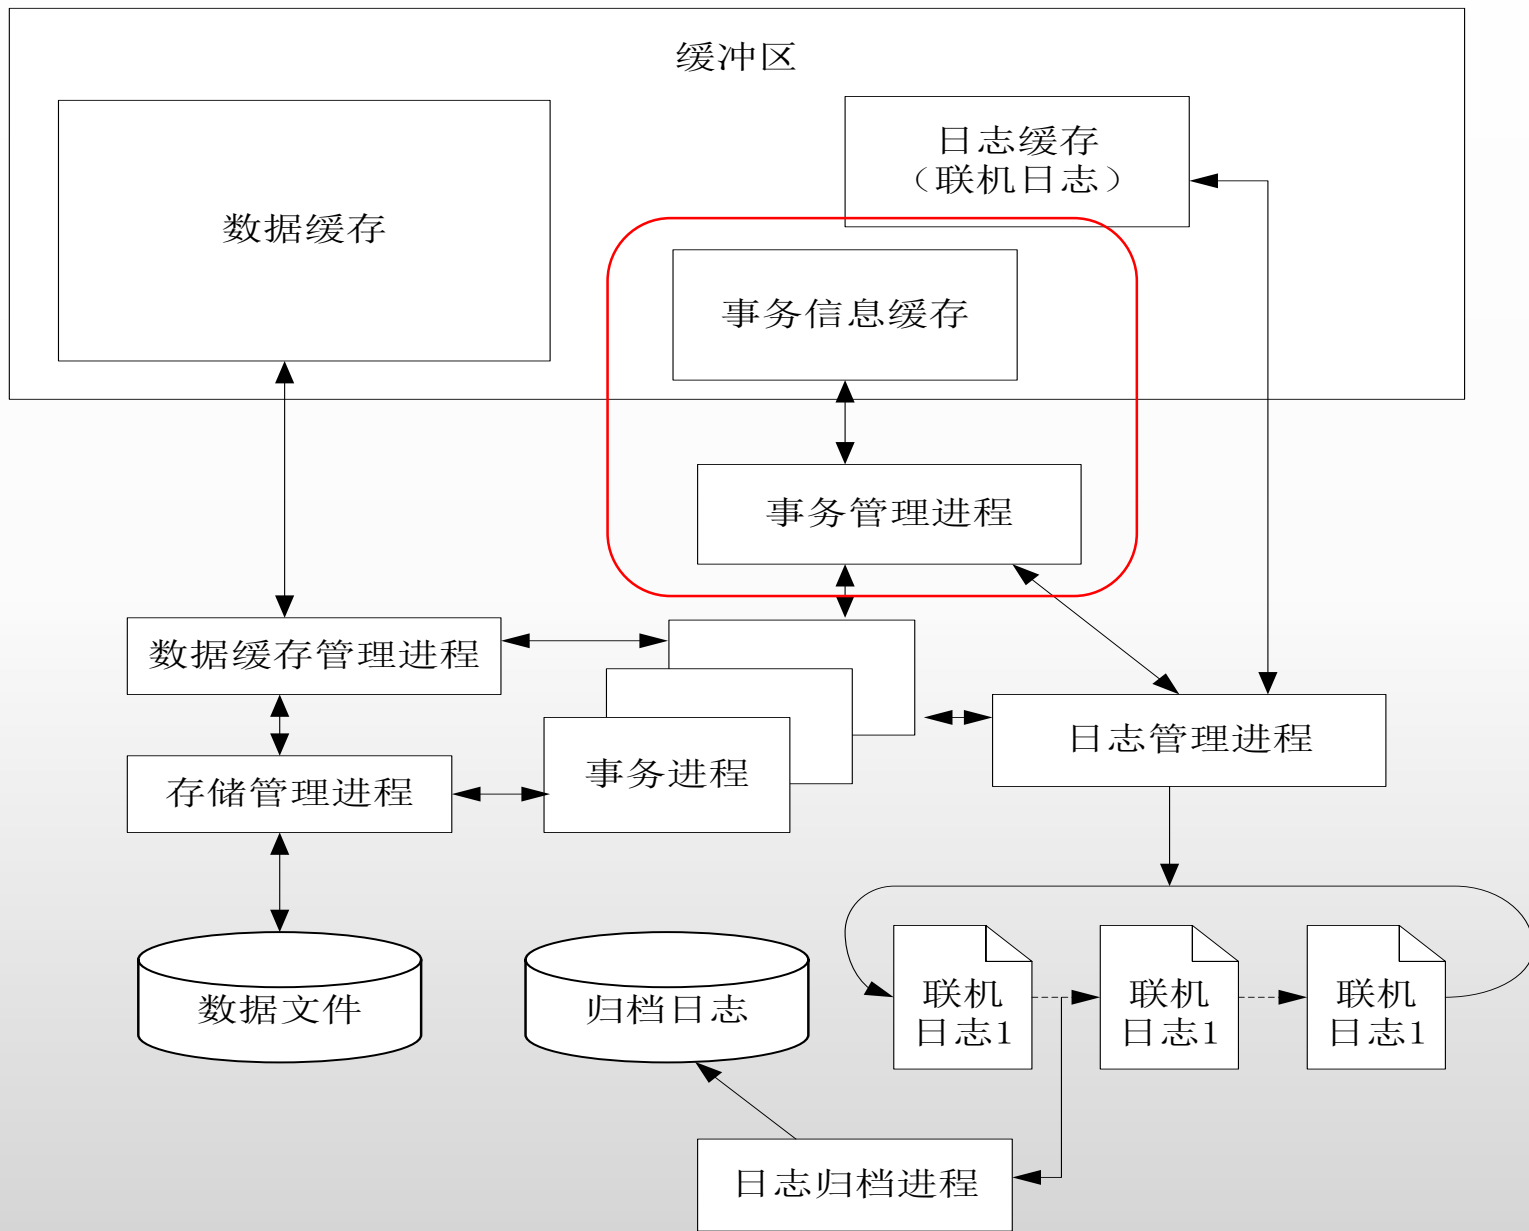 缓冲区
日志缓存
（联机日志）
数据缓存
事务信息缓存
事务管理进程
数据缓存管理进程
日志管理进程
事务进程
存储管理进程
联机
日志1
联机
日志1
联机
日志1
数据文件
归档日志
日志归档进程